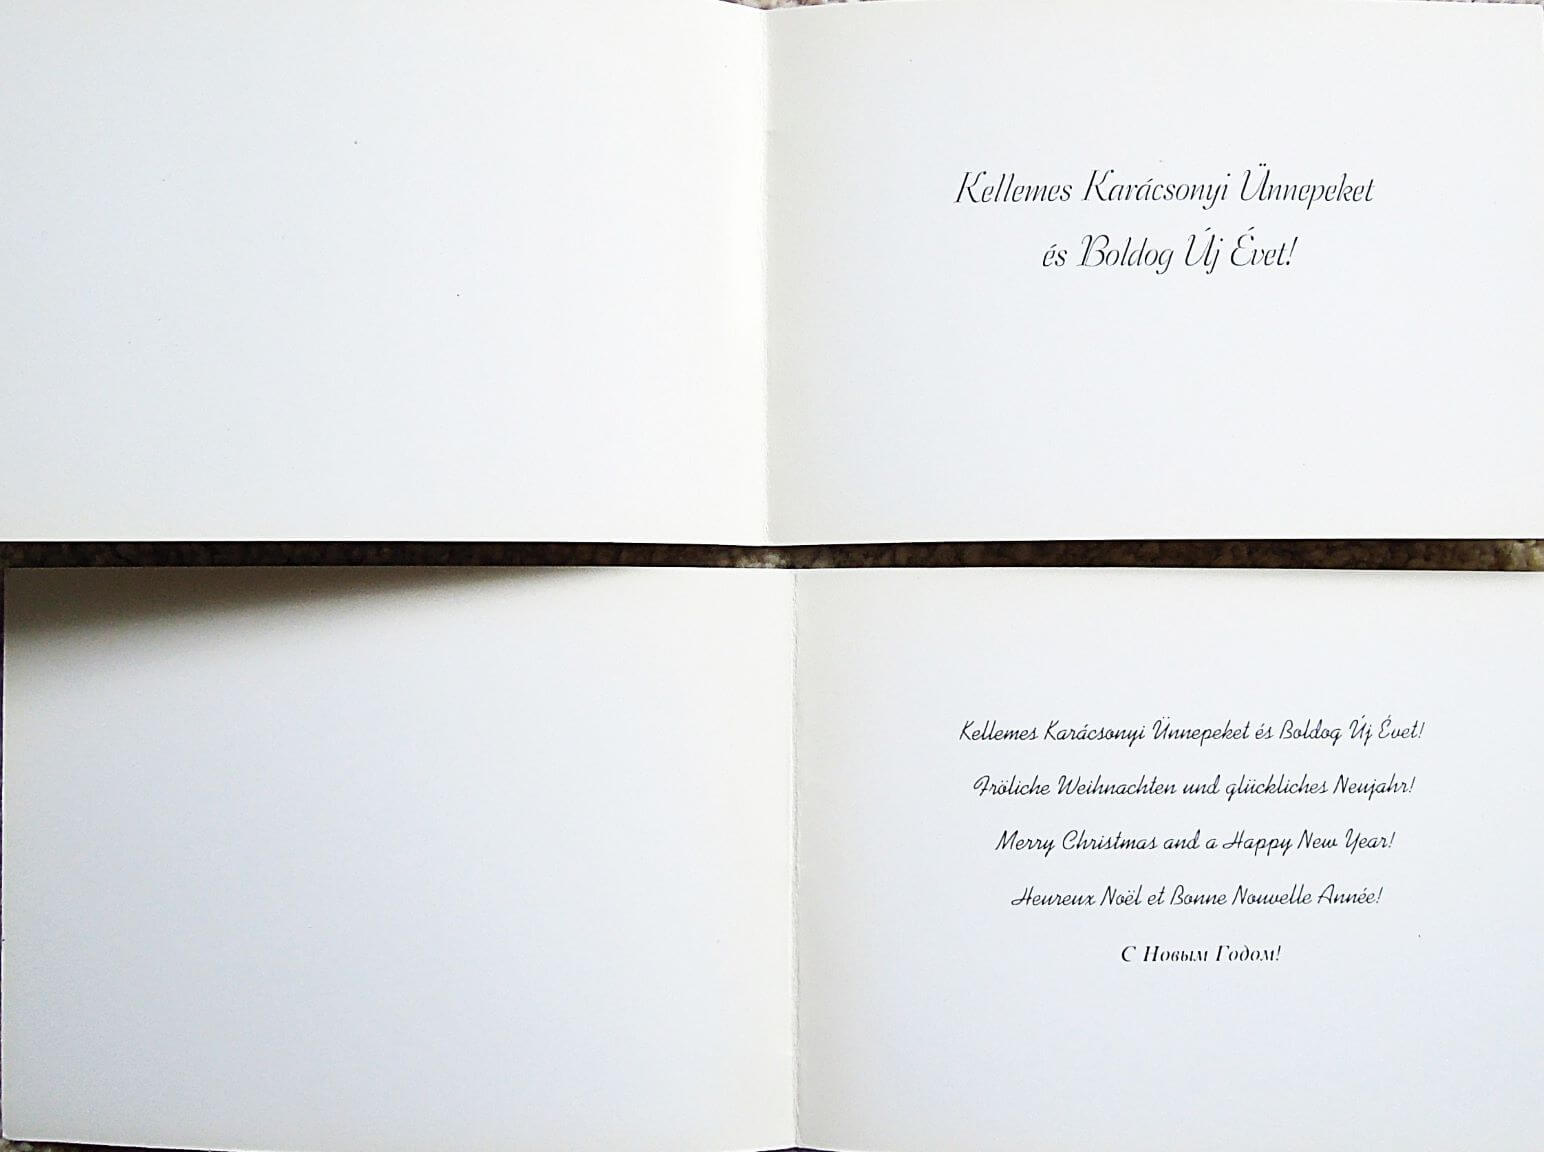 Kellemes Karácsonyi Ünnepeket
és Boldog Új Évet!
Kellemes Karácsonyi Ünnepeket és Boldog Új Évet!
Fröliche Weihnachten und glückliches Neujahr!
Merry Christmas and a Happy New Year!
Heureux Noël et Bonne Nouvelle Année!
С Новым Годом!